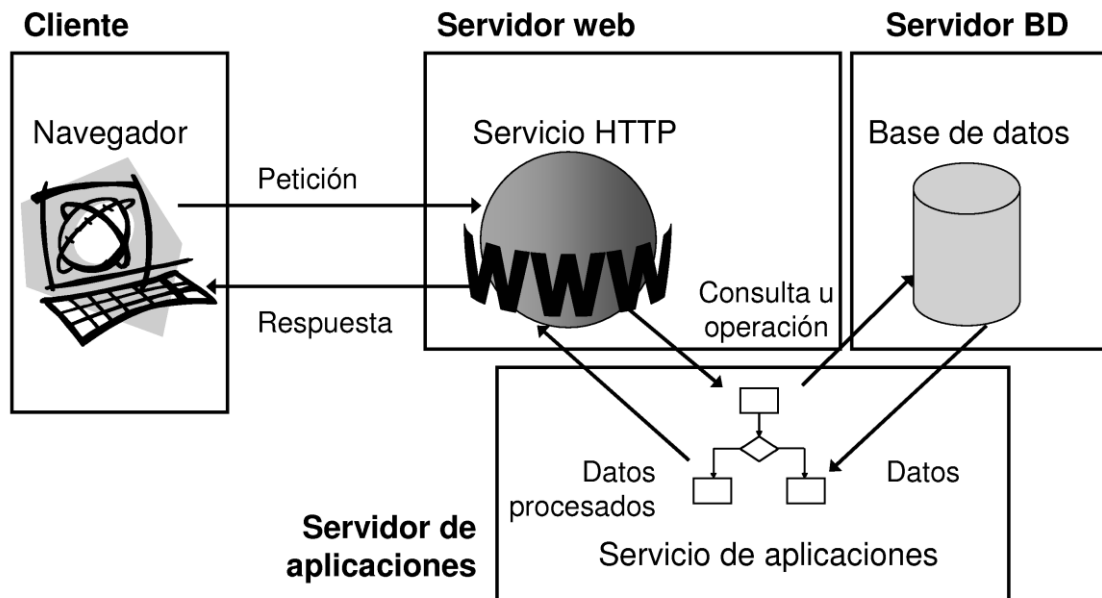 Cliente
Servidor web
Servidor BD
Navegador
Servicio HTTP
Base de datos
Petición
WWW
Respuesta
Consulta u
operación
Datos
procesados
Datos
Servidor de
aplicaciones
Servicio de aplicaciones